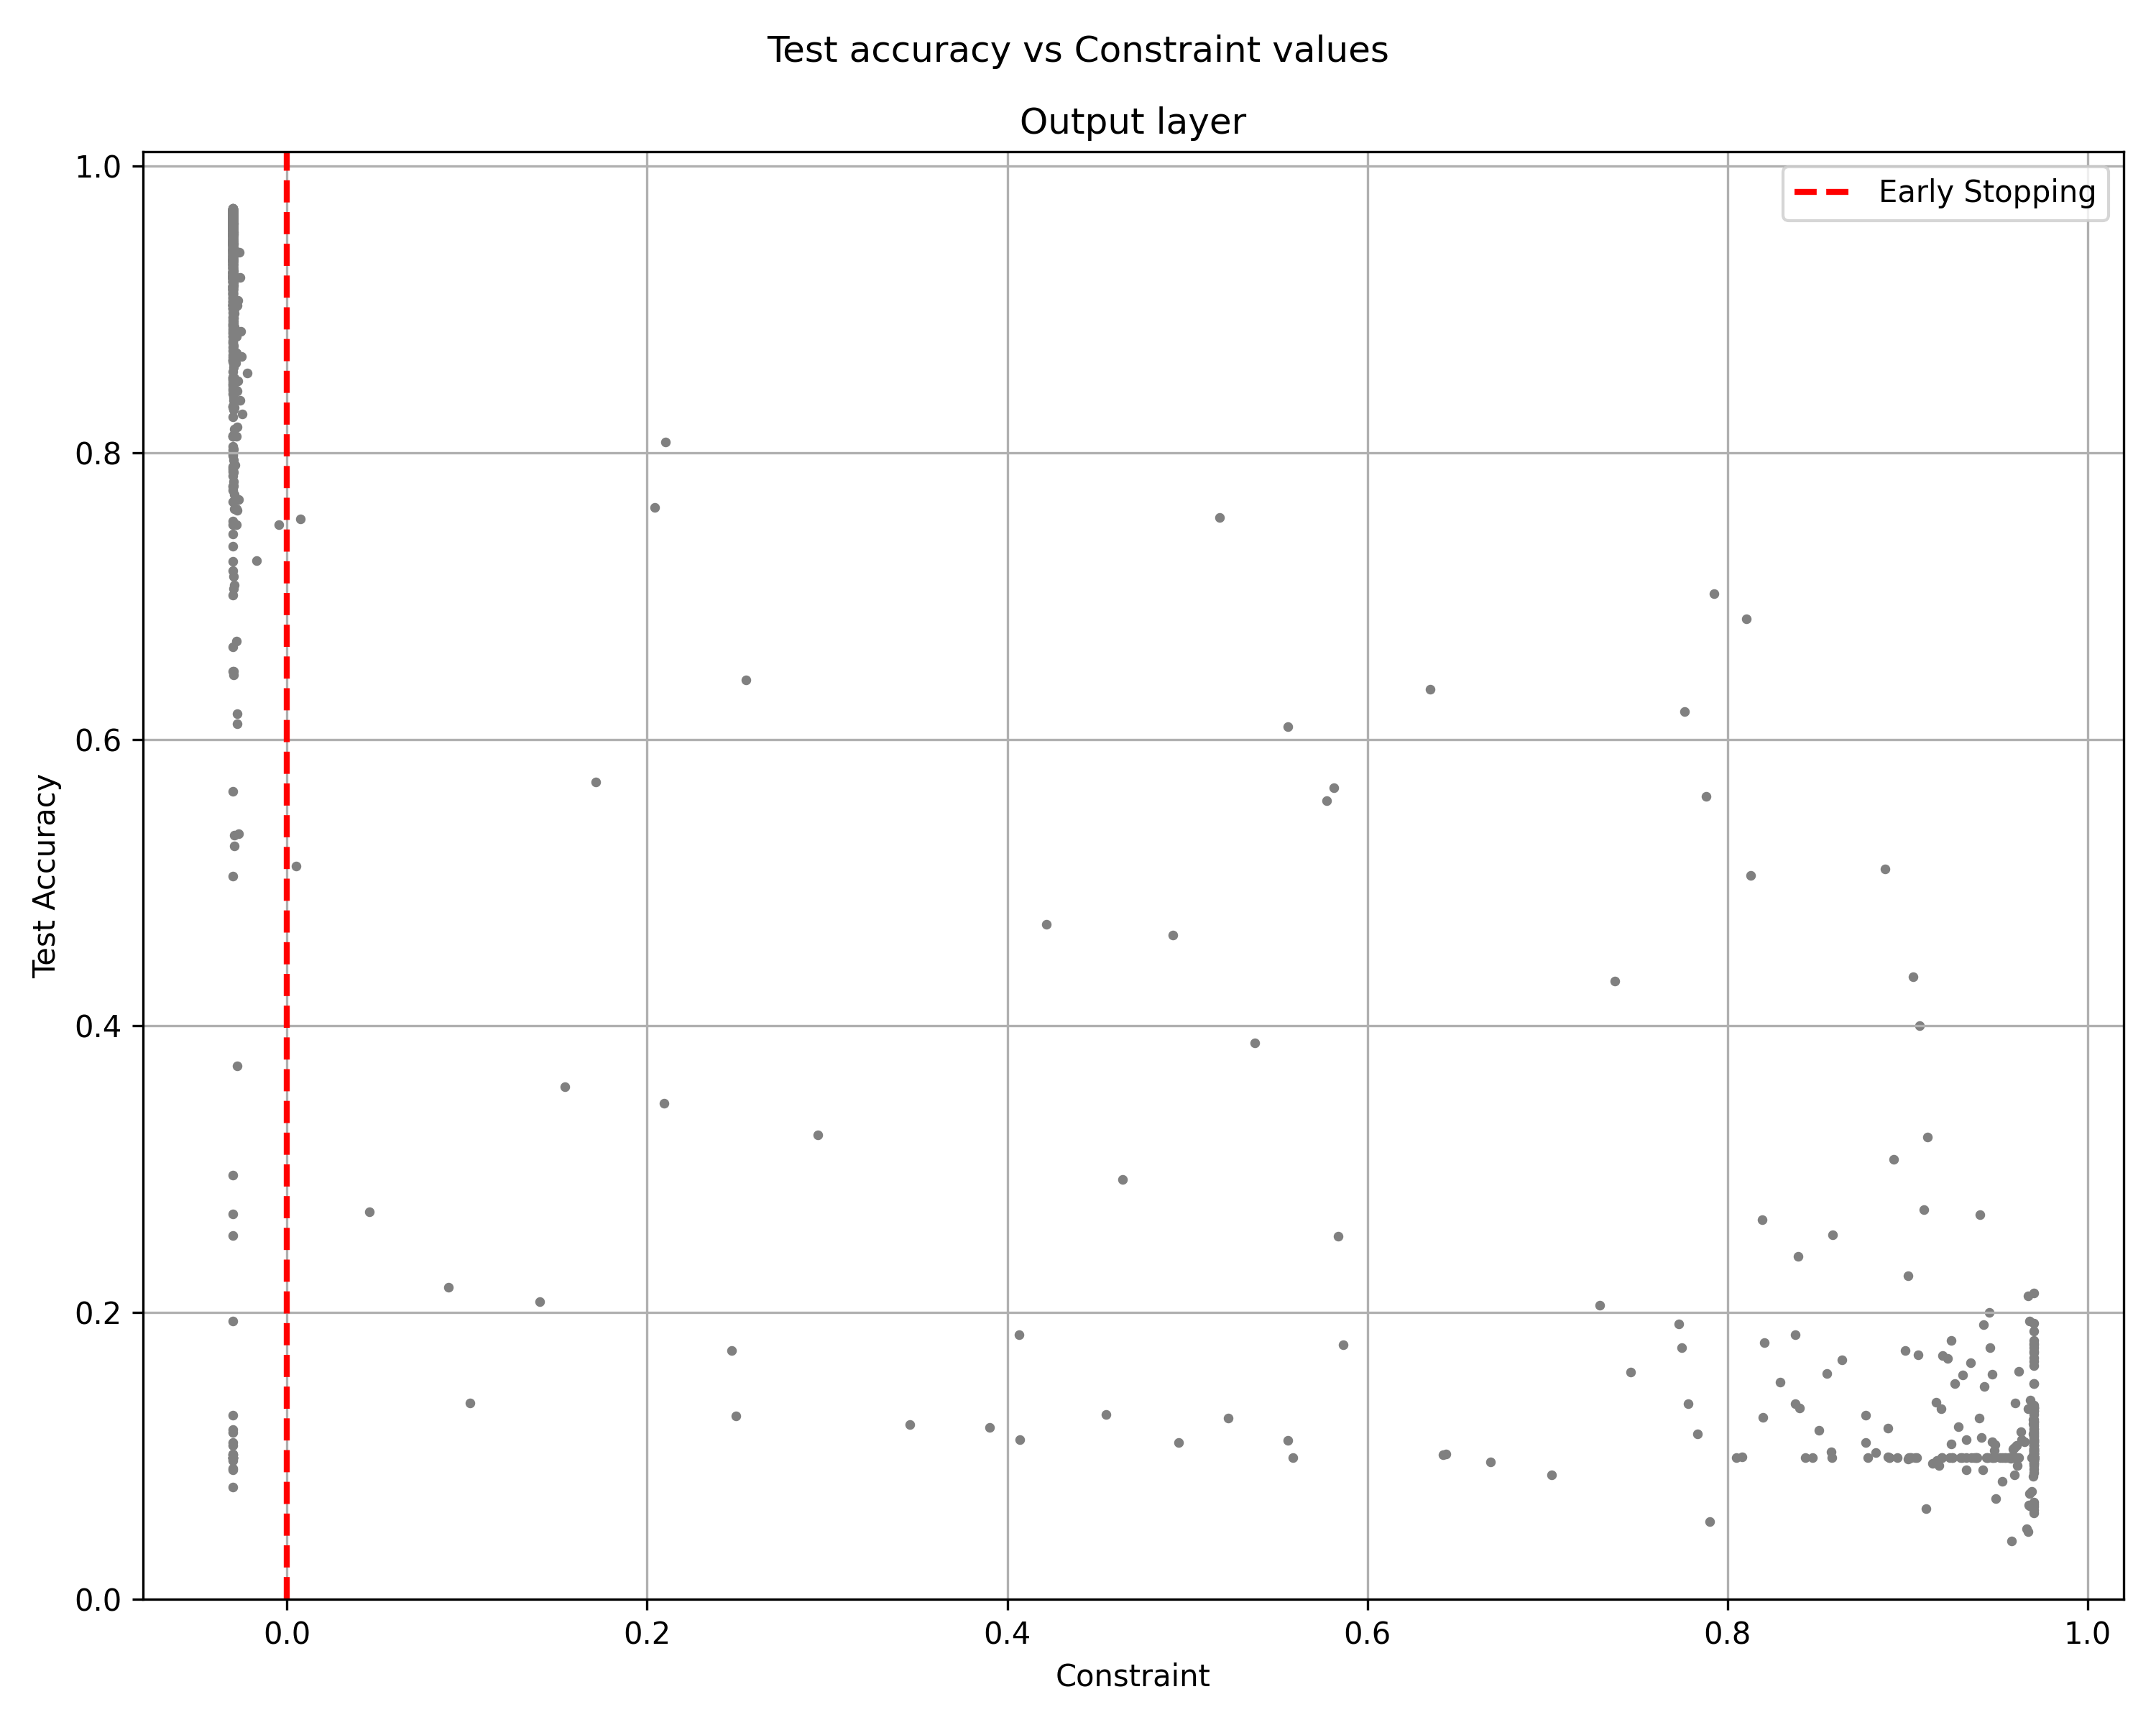 Test accuracy vs Constraint values
Output layer
Early Stopping
Test Accuracy
1.0
0.8
0.6
0.4
0.2
0.0
0.0 0.2 0.4 0.6 0.8 1.0
Constraint